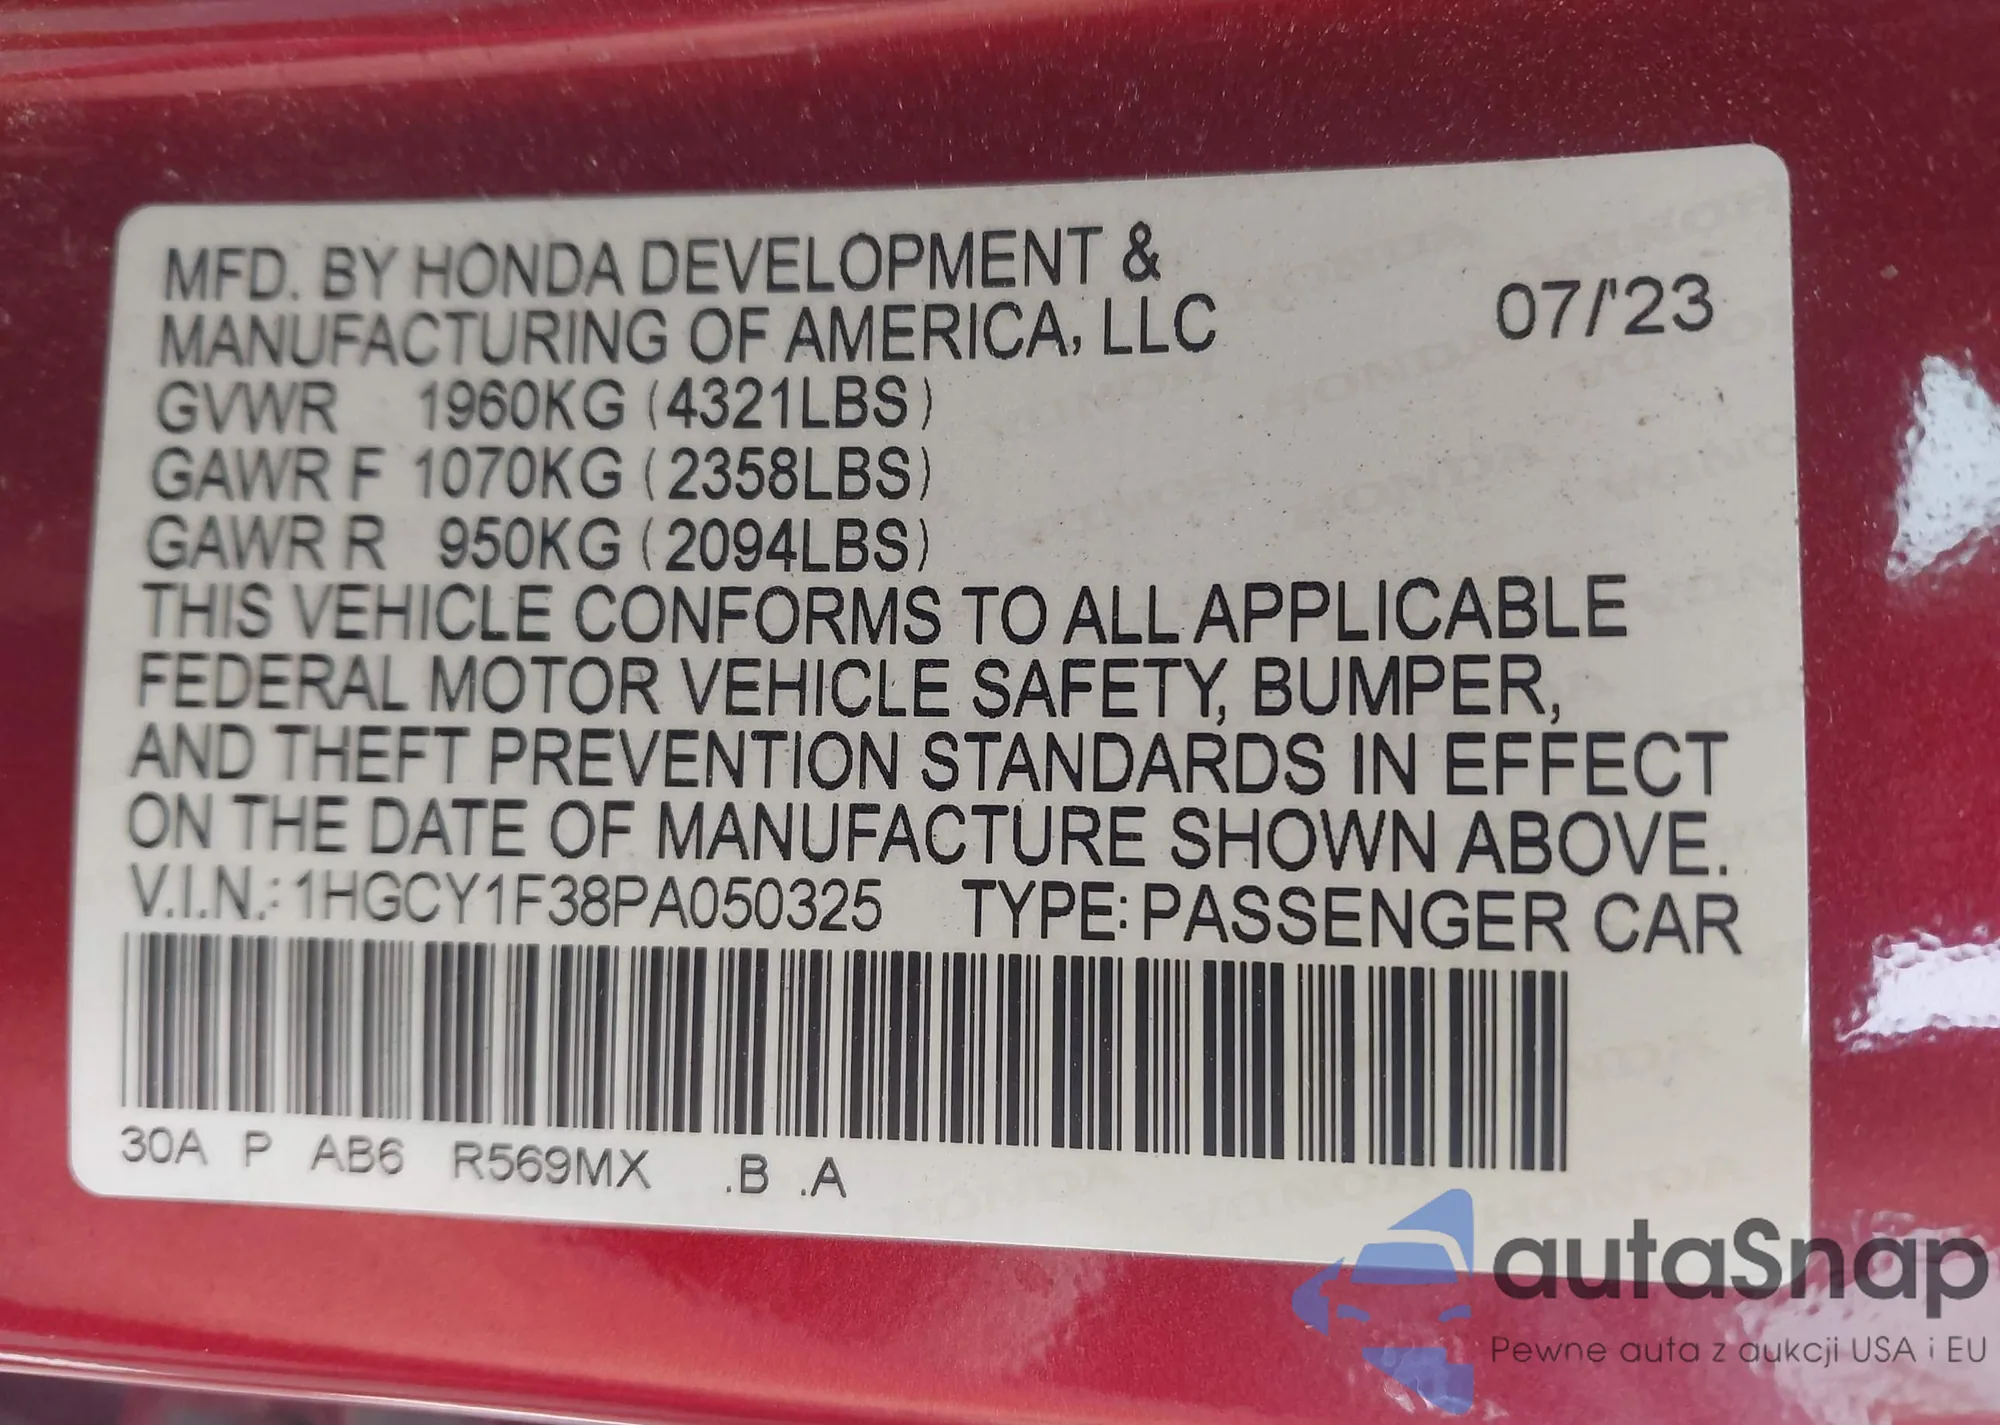 MFD. BY HONDA DEVELOPMENT &
MANUFACTURING OF AMERICA, LLC
07/'23
GVWR 1960KG (4321LBS)
GAWR F 1070KG (2358LBS)
GAWR R 950KG (2094LBS)
THIS VEHICLE CONFORMS TO ALL APPLICABLE
FEDERAL MOTOR VEHICLE SAFETY, BUMPER,
AND THEFT PREVENTION STANDARDS IN EFFECT
ON THE DATE OF MANUFACTURE SHOWN ABOVE.
V.I.N.: 1HGCY1F38PA050325 TYPE: PASSENGER CAR
30A P AB6 R569MX .B .A
autaSnap
Pewne auta z aukcji USA i EU